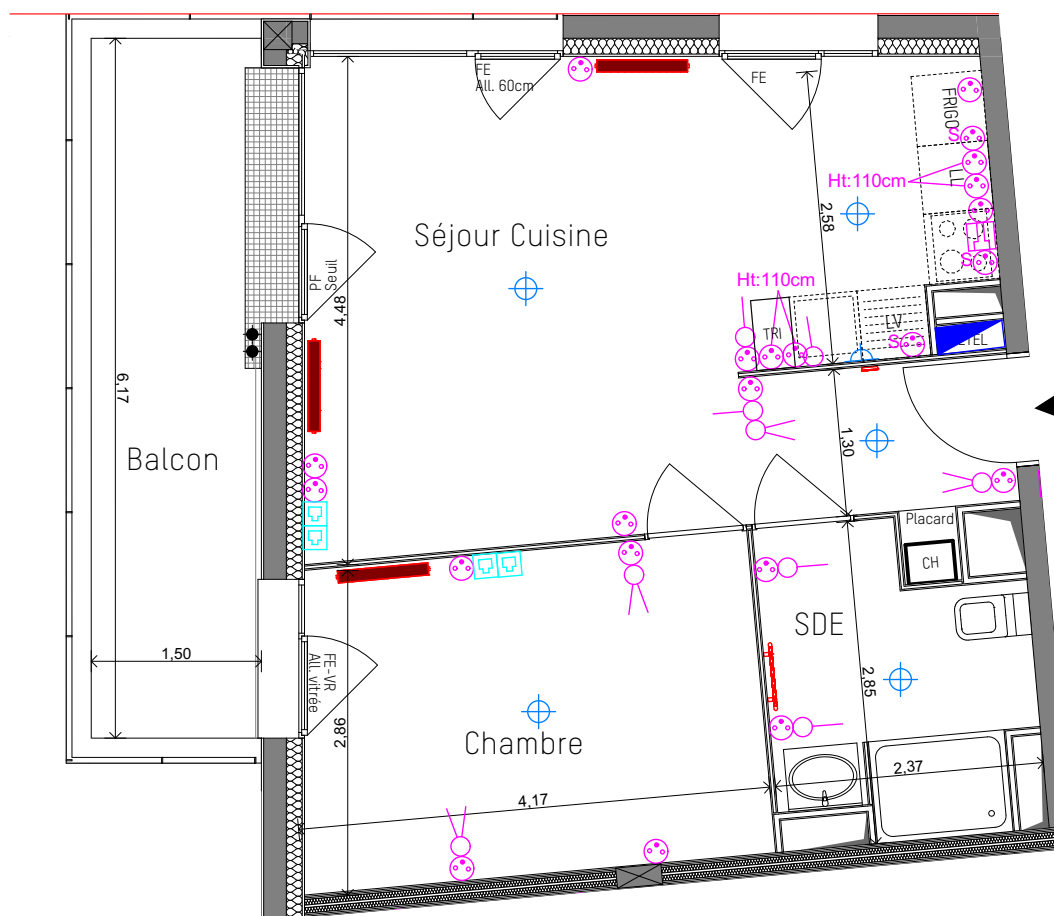 FE
All. 60cm
FE
FRIGO
S
LL
Ht:110cm
2,58
Séjour Cuisine
S
PF
Seuil
Ht:110cm
4,48
TRI
LV
S
ETEL
6,17
1,30
Balcon
Placard
CH
SDE
1,50
FE-VR
All. vitrée
2,85
2,86
Chambre
2,37
4,17